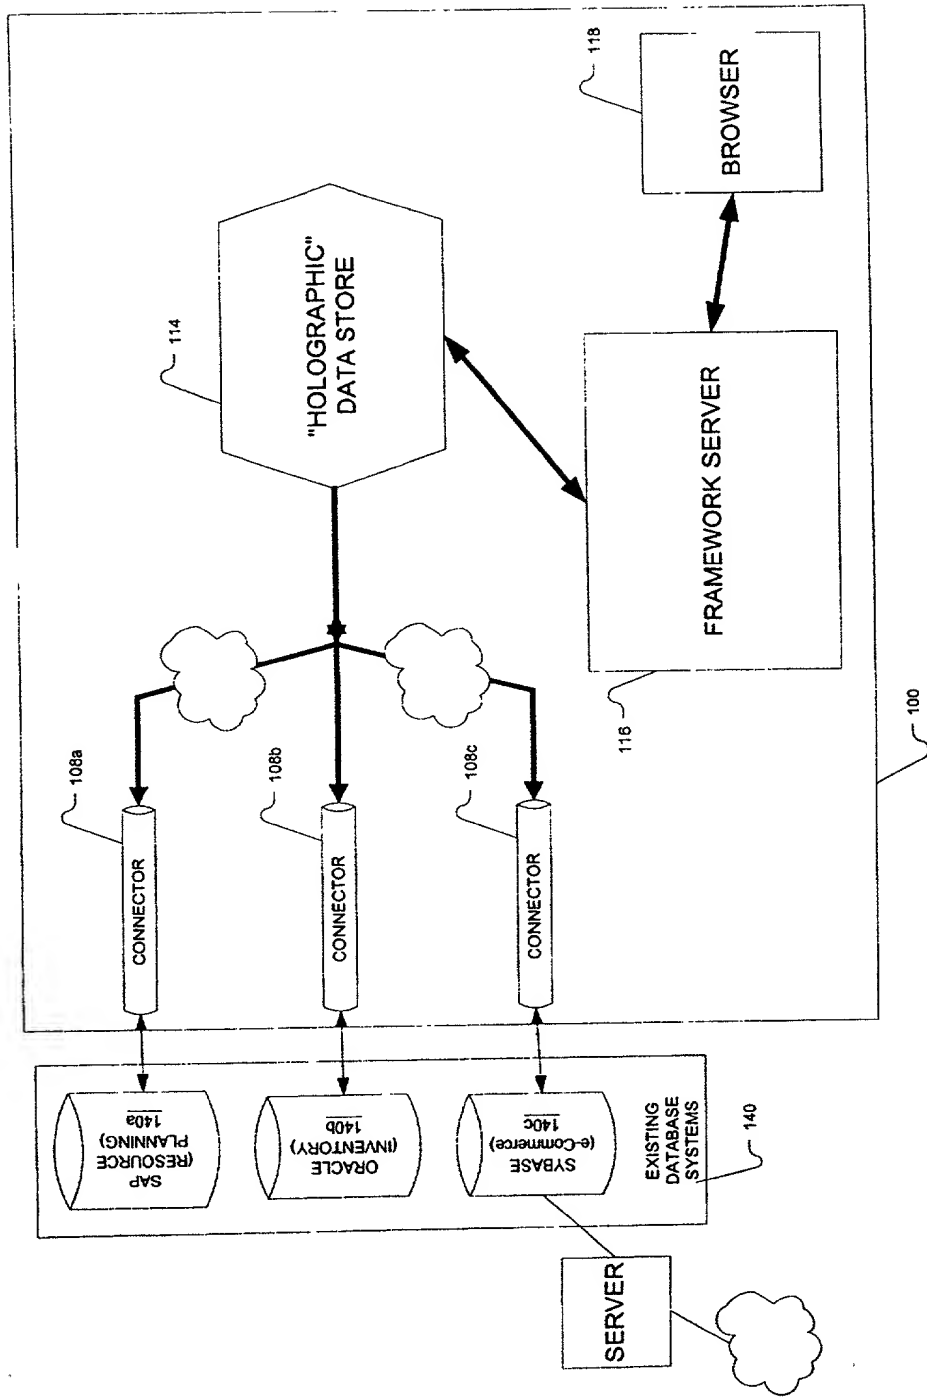 108a
CONNECTOR
108b
CONNECTOR
108c
CONNECTOR
114
"HOLOGRAPHIC"
DATA STORE
116
FRAMEWORK SERVER
118
BROWSER
100
SAP
(RESOURCE
PLANNING)
140a
ORACLE
(INVENTORY)
140b
SYBASE
(e-Commerce)
140c
EXISTING
DATABASE
SYSTEMS
140
SERVER